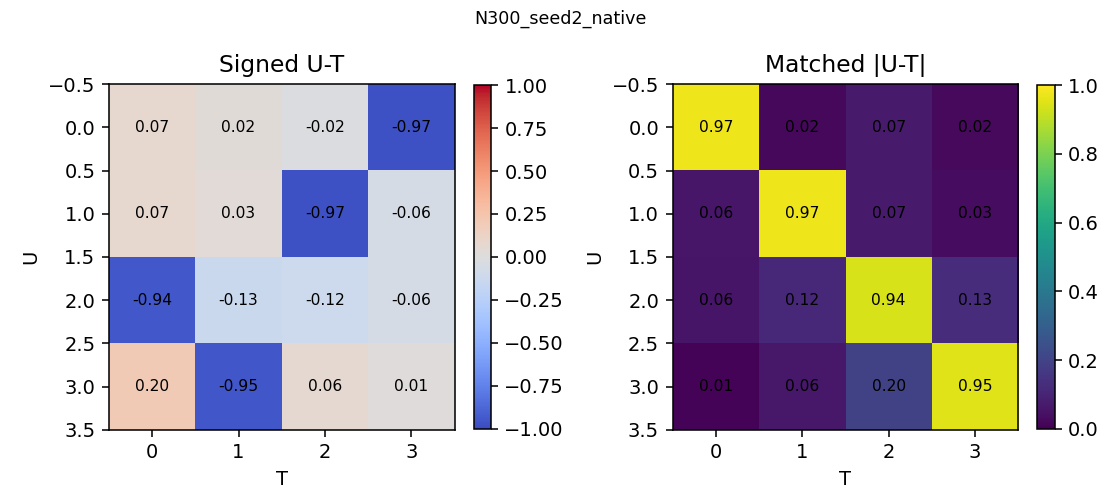 N300_seed2_native
Signed U-T
Matched |U-T|
−0.5
0.0
0.5
1.0
1.5
2.0
2.5
3.0
3.5
U
0.07 0.02 -0.02 -0.97
0.07 0.03 -0.97 -0.06
-0.94 -0.13 -0.12 -0.06
0.20 -0.95 0.06 0.01
0 1 2 3
T
1.00
0.75
0.50
0.25
0.00
−0.25
−0.50
−0.75
−1.00
−0.5
0.0
0.5
1.0
1.5
2.0
2.5
3.0
3.5
U
0.97 0.02 0.07 0.02
0.06 0.97 0.07 0.03
0.06 0.12 0.94 0.13
0.01 0.06 0.20 0.95
0 1 2 3
T
1.0
0.8
0.6
0.4
0.2
0.0